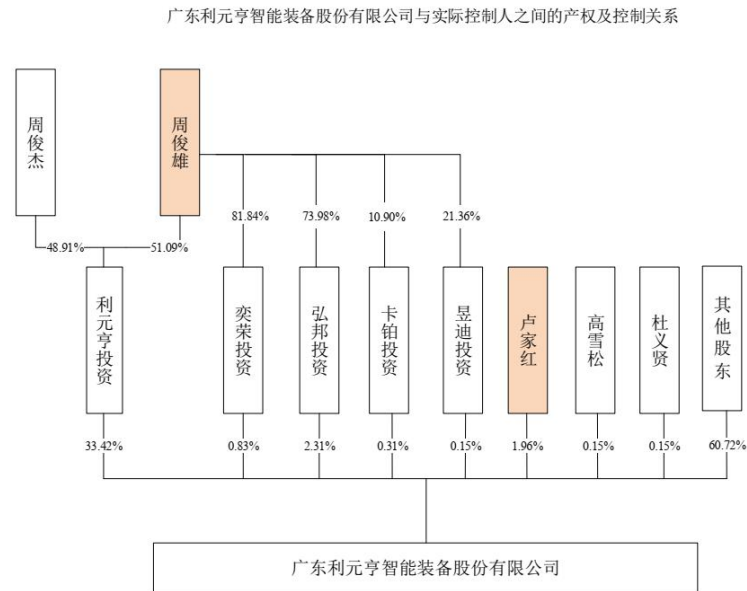 广东利元亨智能装备股份有限公司与实际控制人之间的产权及控制关系
周俊杰
周俊雄
81.84%
73.98%
10.90%
21.36%
48.91%
51.09%
利元亨投资
奕荣投资
弘邦投资
卡铂投资
昱迪投资
卢家红
高雪松
杜义贤
其他股东
33.42%
0.83%
2.31%
0.31%
0.15%
1.96%
0.15%
0.15%
60.72%
广东利元亨智能装备股份有限公司